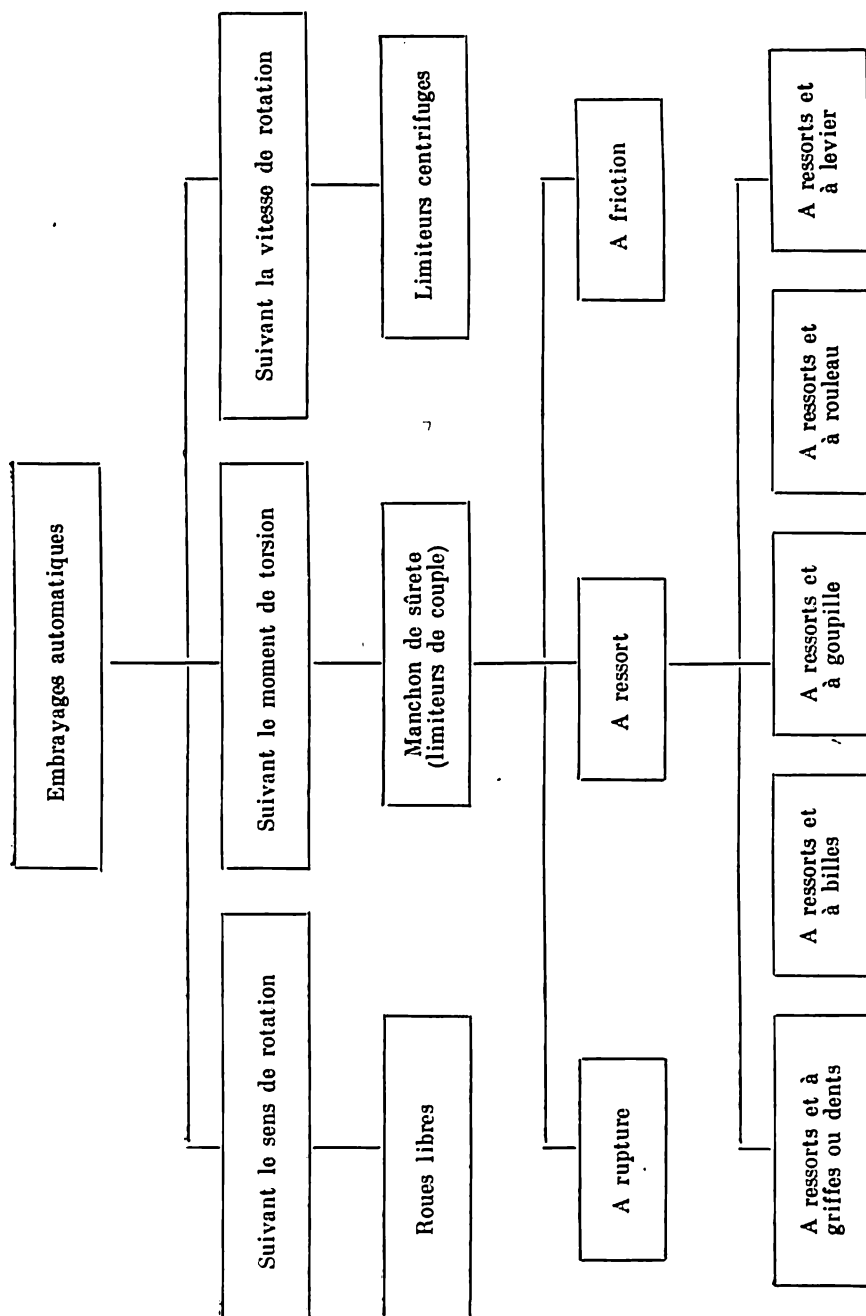 Embrayages automatiques
Suivant le sens de rotation
Suivant le moment de torsion
Suivant la vitesse de rotation
Roues libres
Manchon de sûrete
(limiteurs de couple)
Limiteurs centrifuges
A rupture
A ressort
A friction
A ressorts et à
griffes ou dents
A ressorts et
à billes
A ressorts et
à goupille
A ressorts et
à rouleau
A ressorts et
à levier